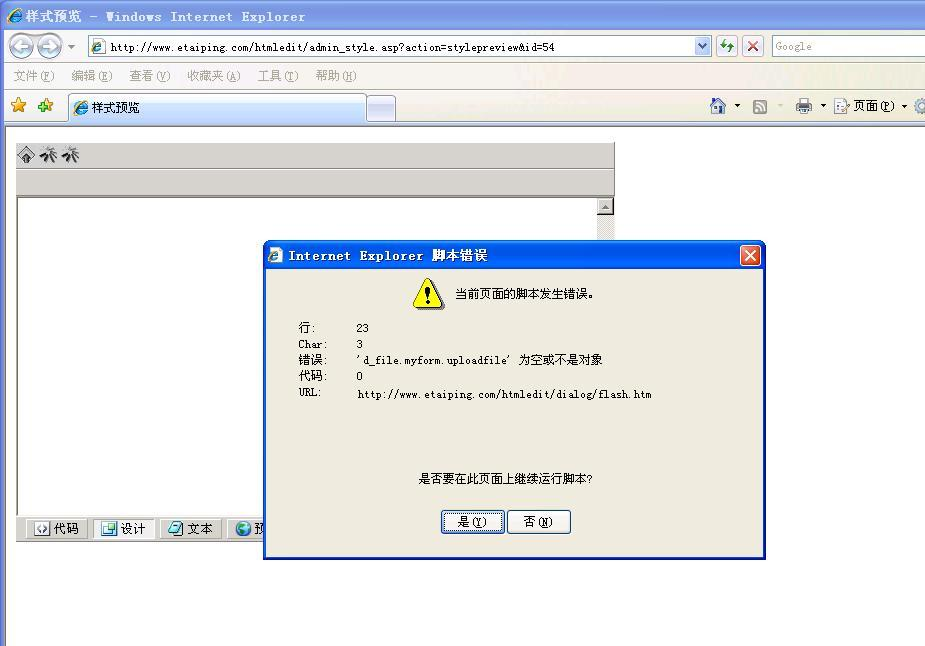 样式预览 - Windows Internet Explorer
http://www.etaiping.com/htmledit/admin_style.asp?action=stylepreview&id=54
Google
文件(F) 编辑(E) 查看(V) 收藏夹(A) 工具(T) 帮助(H)
样式预览
页面(P)
Internet Explorer 脚本错误
当前页面的脚本发生错误。
行: 23
Char: 3
错误: 'd_file.myform.uploadfile' 为空或不是对象
代码: 0
URL: http://www.etaiping.com/htmledit/dialog/flash.htm
是否要在此页面上继续运行脚本?
是(Y) 否(N)
代码 设计 文本 预